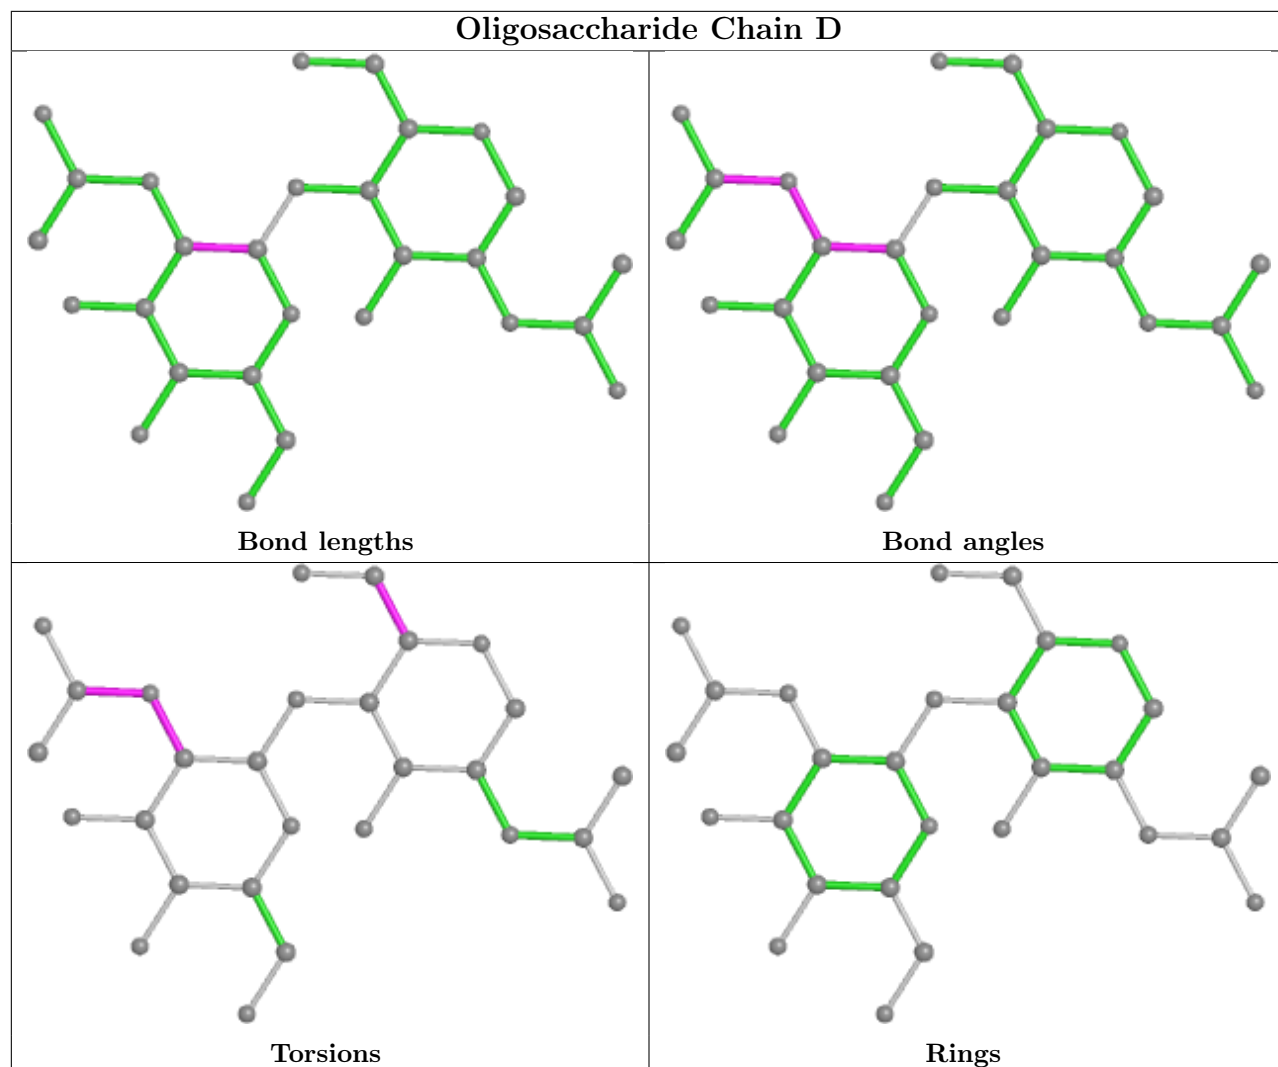 Oligosaccharide Chain D
Bond lengths
Bond angles
Torsions
Rings